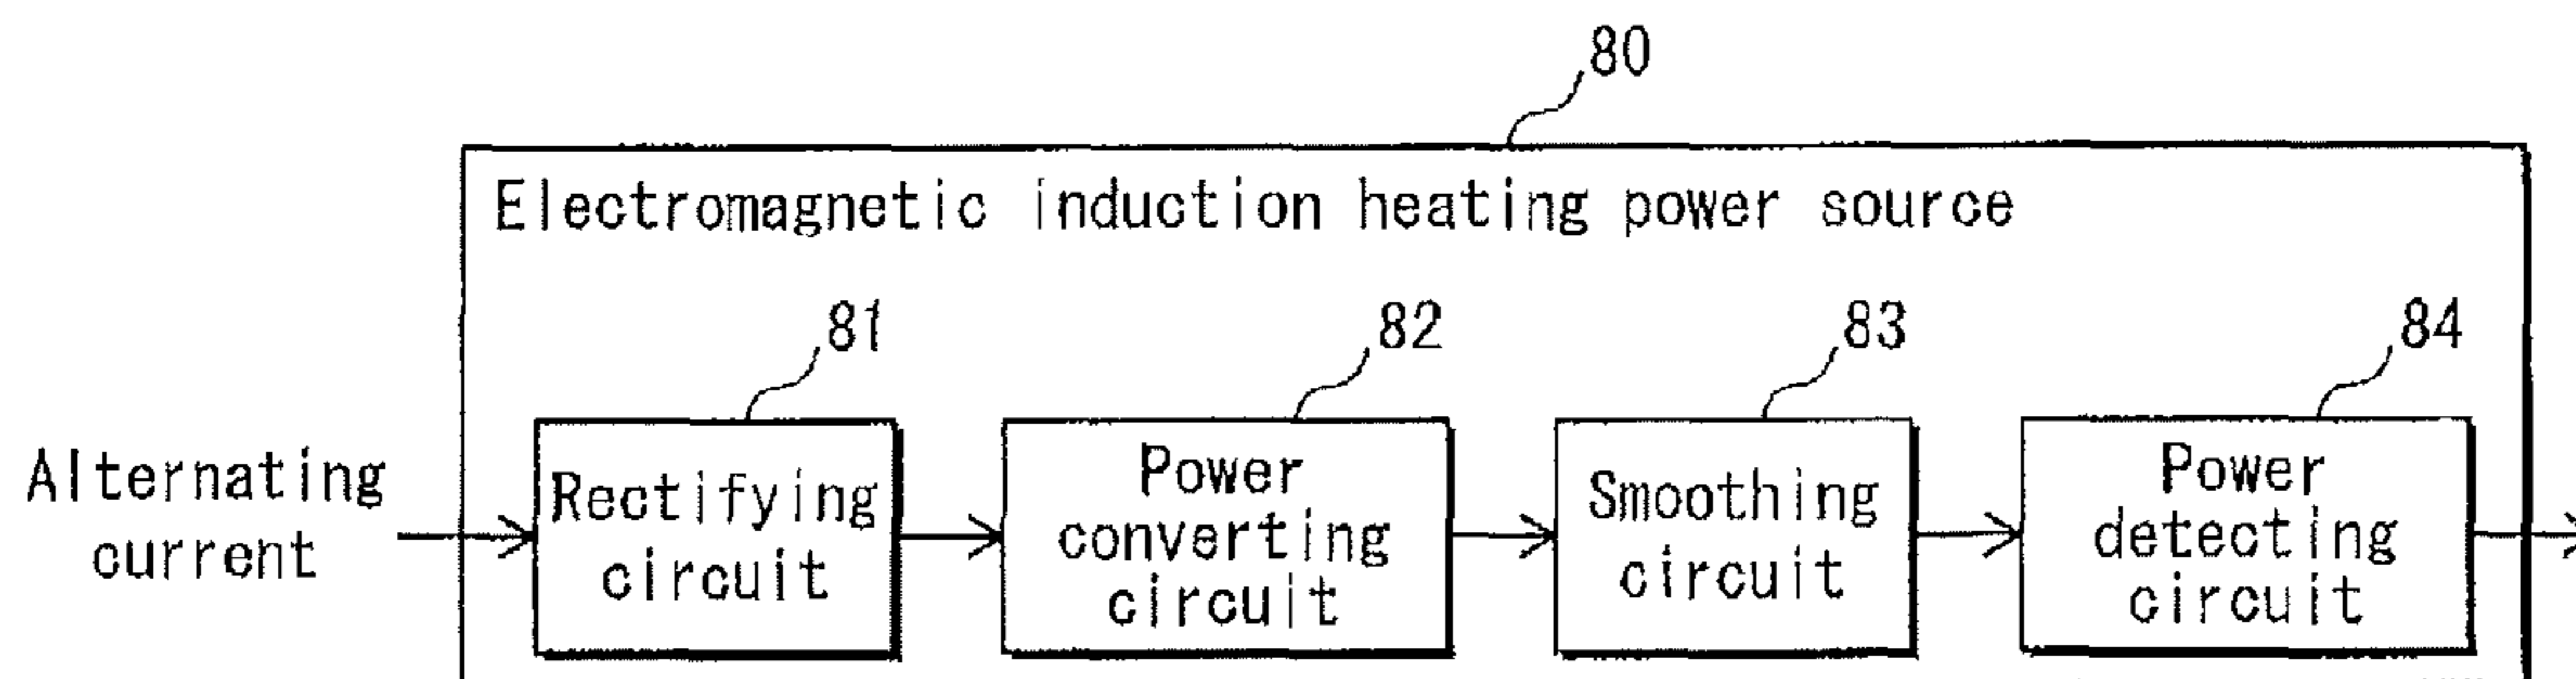 80
Electromagnetic induction heating power source
81
82
83
84
Alternating
current
Rectifying
circuit
Power
converting
circuit
Smoothing
circuit
Power
detecting
circuit